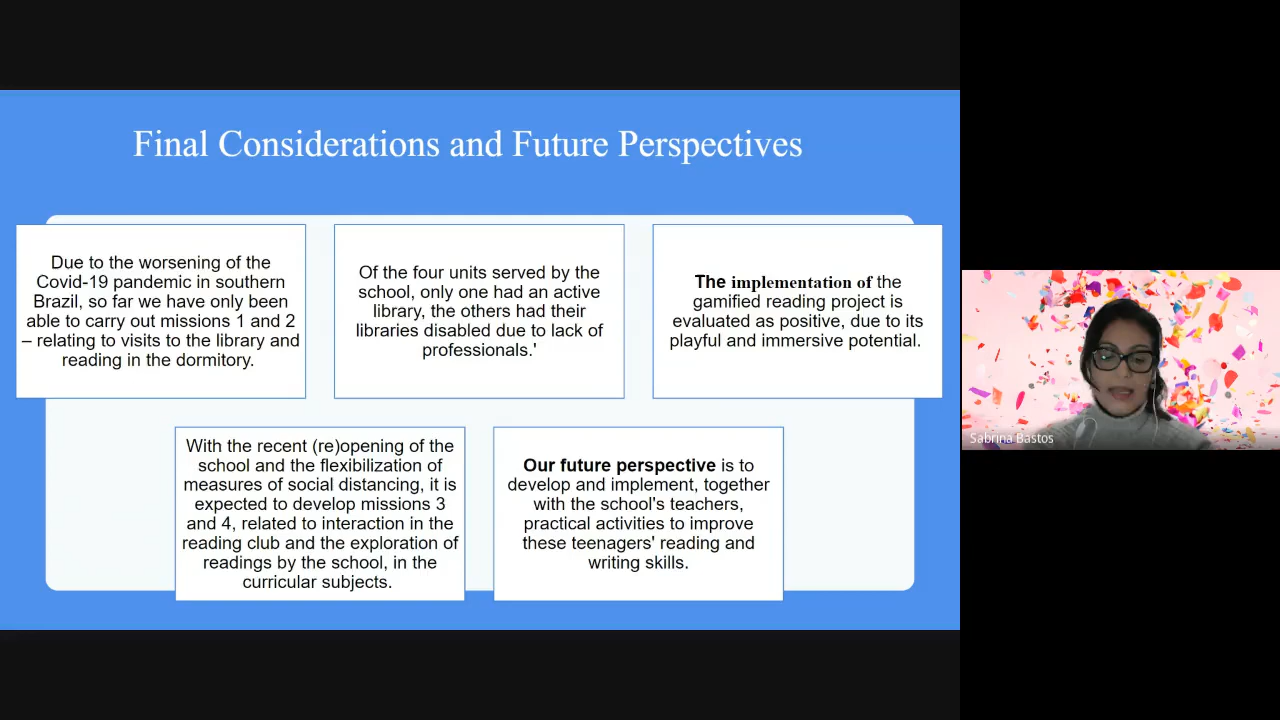 Final Considerations and Future Perspectives
Due to the worsening of the
Covid-19 pandemic in southern
Brazil, so far we have only been
able to carry out missions 1 and 2
– relating to visits to the library and
reading in the dormitory.
Of the four units served by the
school, only one had an active
library, the others had their
libraries disabled due to lack of
professionals.'
The implementation of the
gamified reading project is
evaluated as positive, due to its
playful and immersive potential.
With the recent (re)opening of the
school and the flexibilization of
measures of social distancing, it is
expected to develop missions 3
and 4, related to interaction in the
reading club and the exploration of
readings by the school, in the
curricular subjects.
Our future perspective is to
develop and implement, together
with the school's teachers,
practical activities to improve
these teenagers' reading and
writing skills.
Sabrina Bastos